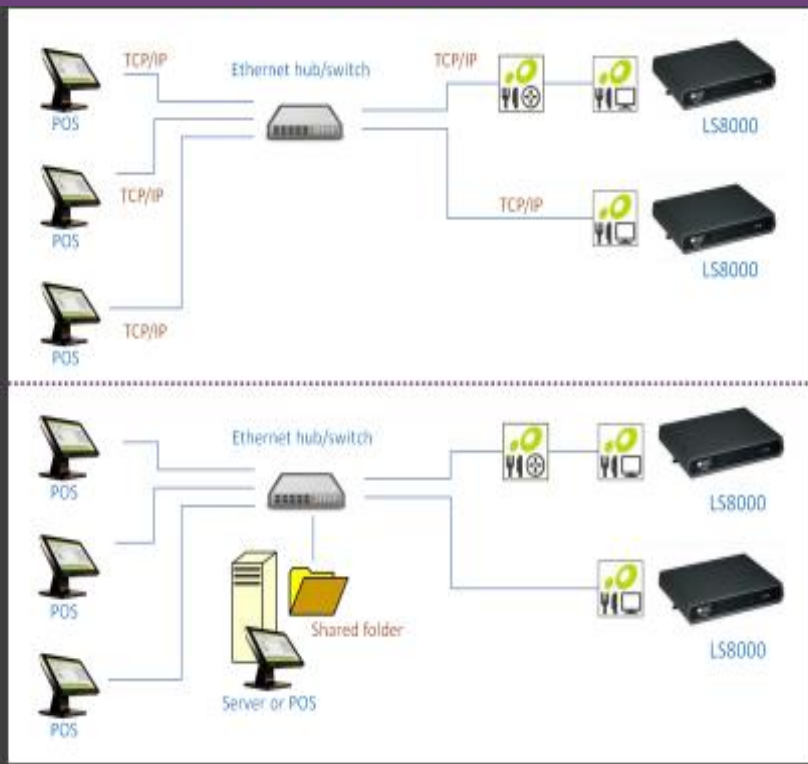 TCP/IP
Ethernet hub/switch
TCP/IP
POS
LS8000
TCP/IP
POS
TCP/IP
LS8000
TCP/IP
POS
Ethernet hub/switch
POS
LS8000
POS
Shared folder
LS8000
Server or POS
POS